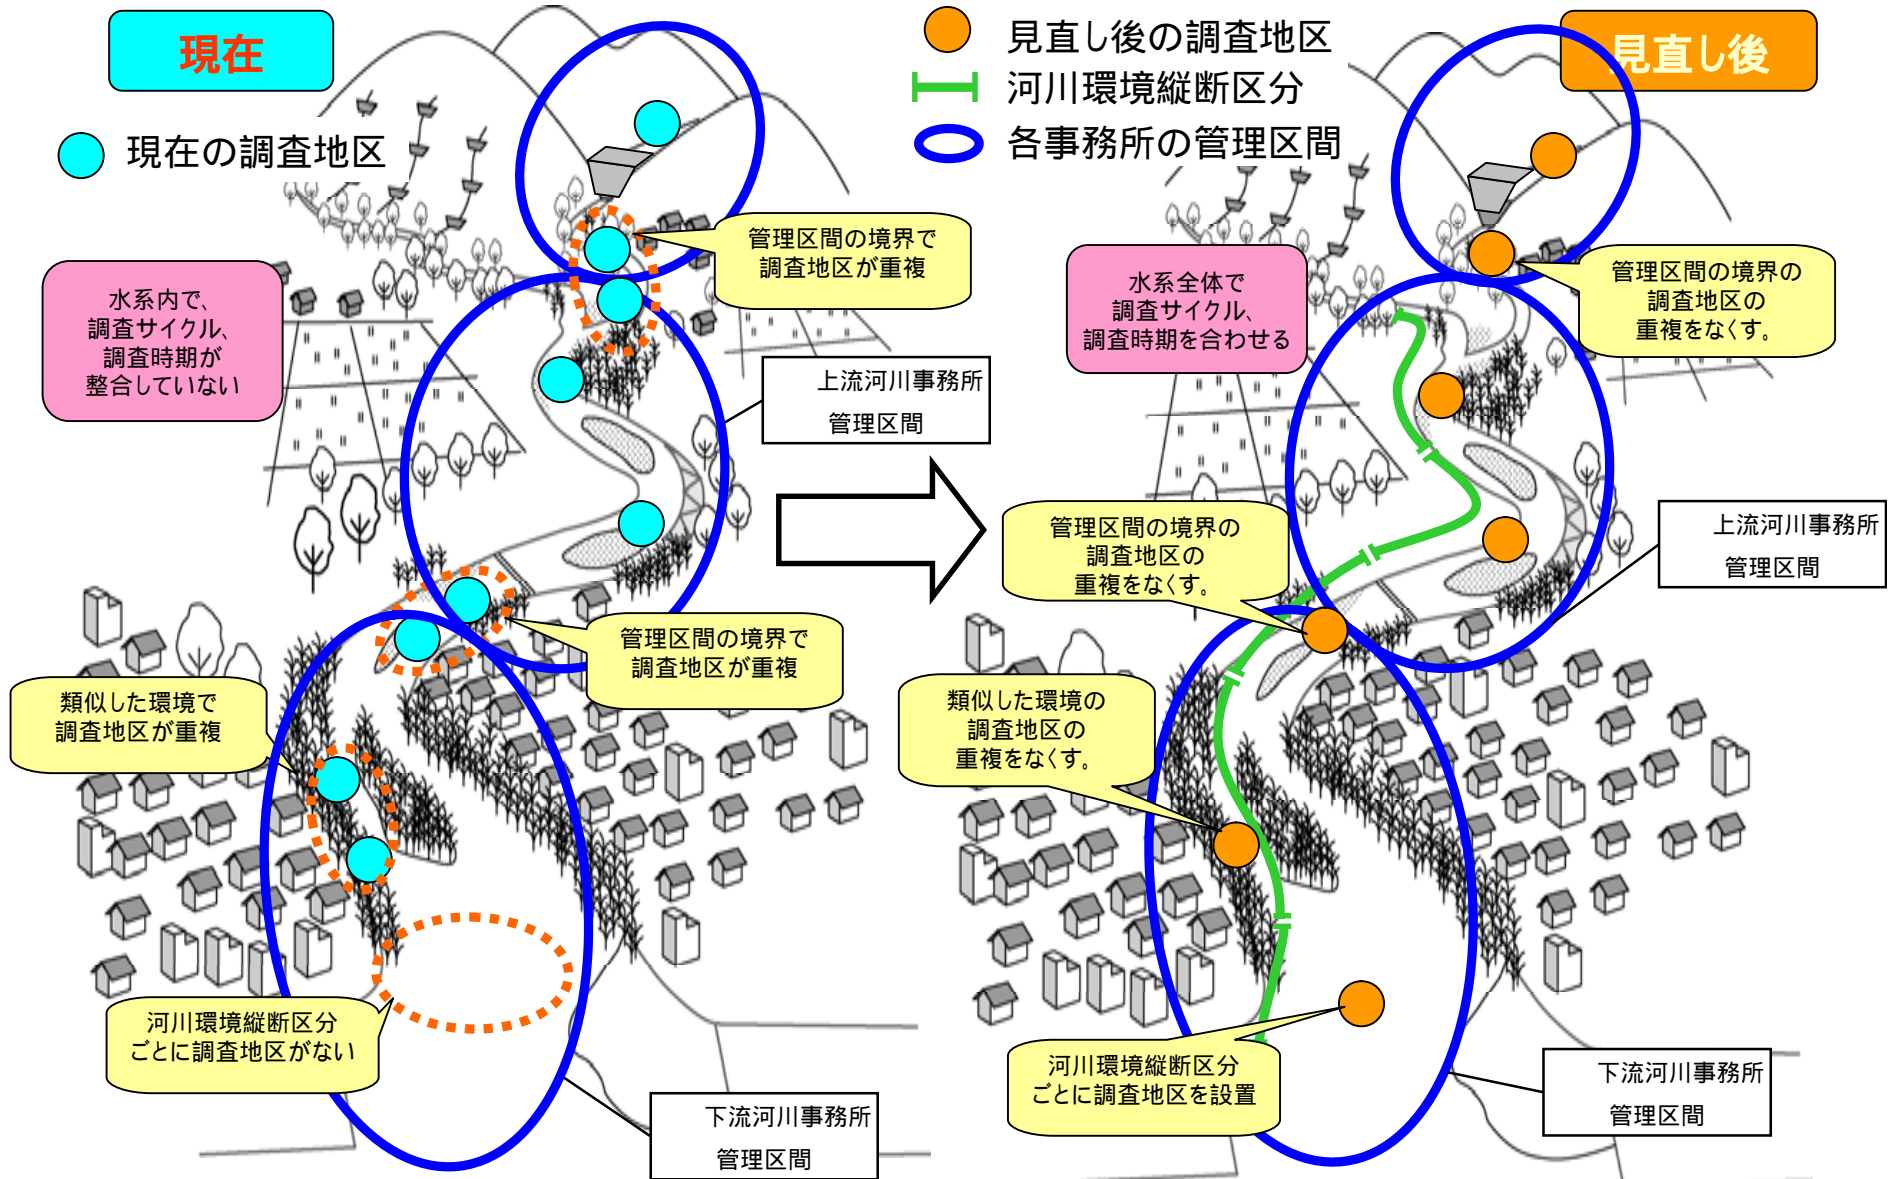 現在
現在の調査地区
水系内で、
調査サイクル、
調査時期が
整合していない
管理区間の境界で
調査地区が重複
上流河川事務所
管理区間
管理区間の境界で
調査地区が重複
類似した環境で
調査地区が重複
河川環境縦断区分
ごとに調査地区がない
下流河川事務所
管理区間
見直し後の調査地区
河川環境縦断区分
各事務所の管理区間
見直し後
水系全体で
調査サイクル、
調査時期を合わせる
管理区間の境界の
調査地区の
重複をなくす。
管理区間の境界の
調査地区の
重複をなくす。
上流河川事務所
管理区間
類似した環境の
調査地区の
重複をなくす。
河川環境縦断区分
ごとに調査地区を設置
下流河川事務所
管理区間